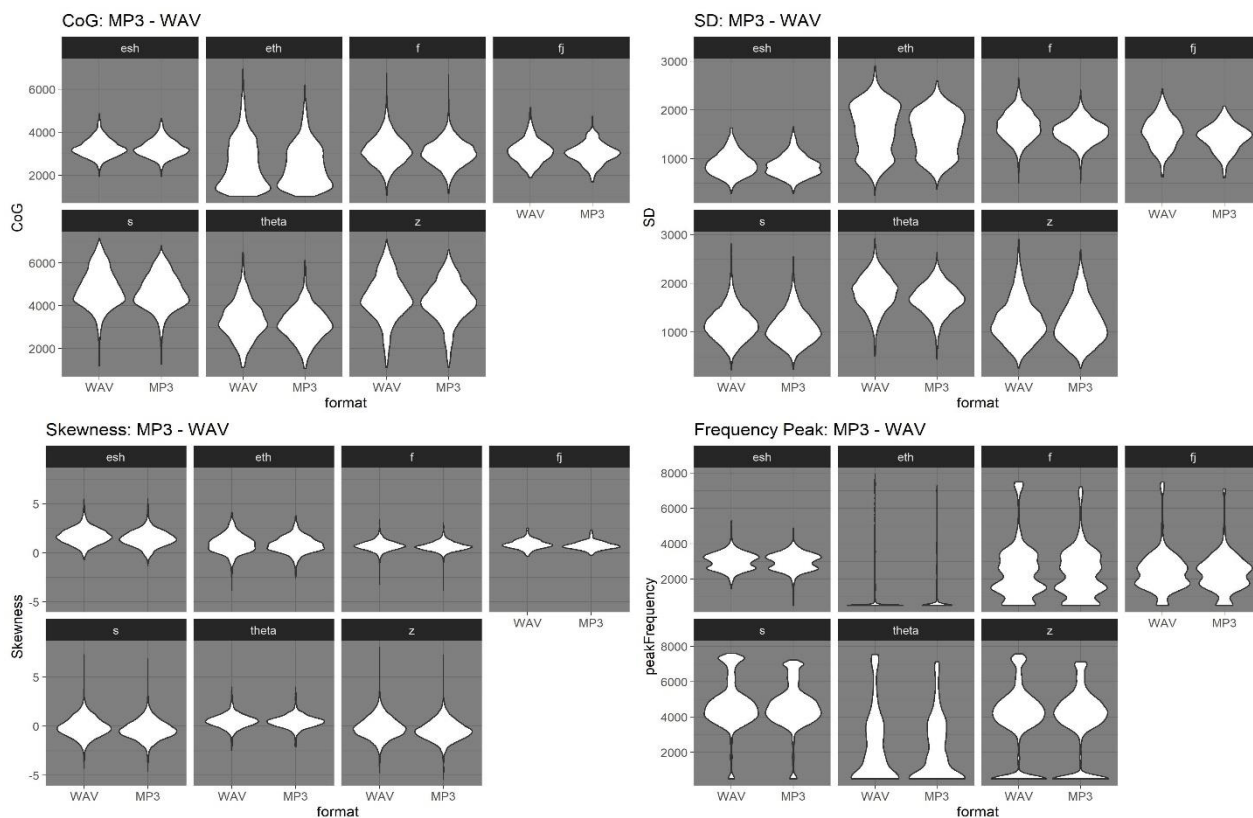 CoG: MP3 - WAV
esh eth f fj
6000
4000
2000
WAV MP3
s theta z
6000
4000
2000
CoG
WAV MP3 WAV MP3 WAV MP3
format
SD: MP3 - WAV
esh eth f fj
3000
2000
1000
WAV MP3
s theta z
3000
2000
1000
SD
WAV MP3 WAV MP3 WAV MP3
format
Skewness: MP3 - WAV
esh eth f fj
5
0
-5
WAV MP3
s theta z
5
0
-5
Skewness
WAV MP3 WAV MP3 WAV MP3
format
Frequency Peak: MP3 - WAV
esh eth f fj
8000
6000
4000
2000
WAV MP3
s theta z
8000
6000
4000
2000
peakFrequency
WAV MP3 WAV MP3 WAV MP3
format